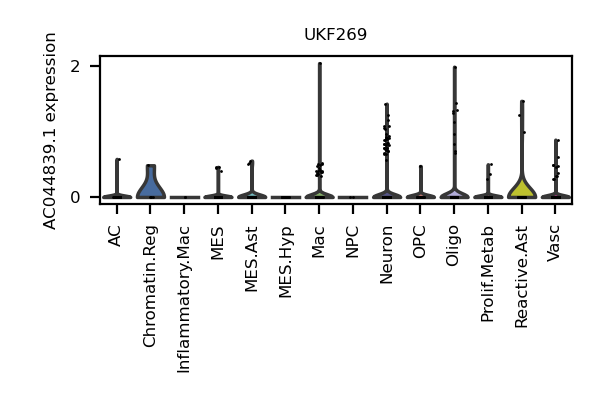 UKF269
AC044839.1 expression
2
0
AC
Chromatin.Reg
Inflammatory.Mac
MES
MES.Ast
MES.Hyp
Mac
NPC
Neuron
OPC
Oligo
Prolif.Metab
Reactive.Ast
Vasc